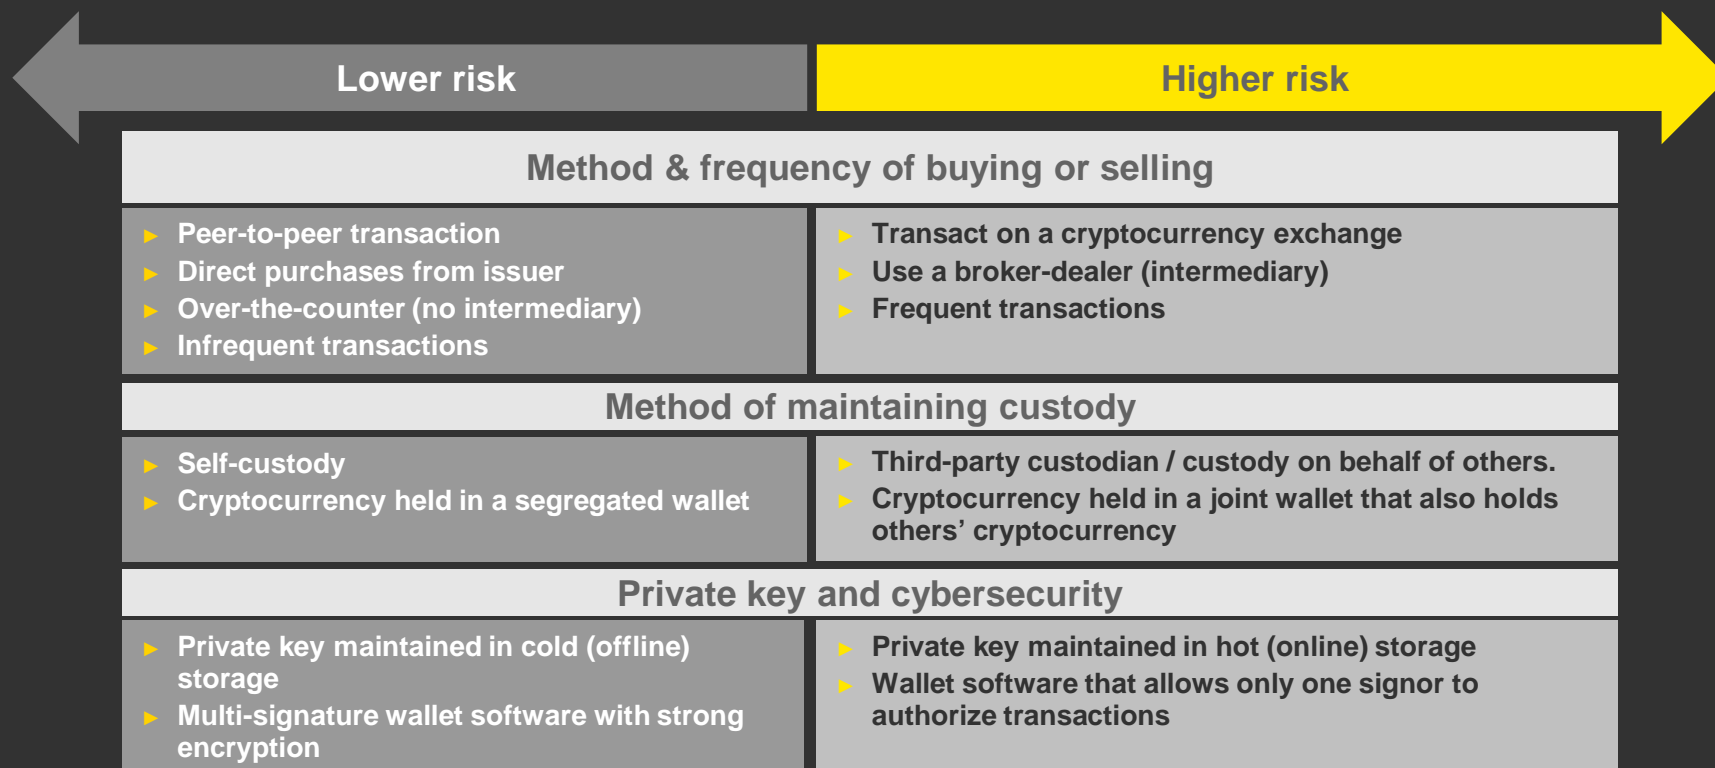 Lower risk
Higher risk
Method & frequency of buying or selling
► Peer-to-peer transaction
► Direct purchases from issuer
► Over-the-counter (no intermediary)
► Infrequent transactions
► Transact on a cryptocurrency exchange
► Use a broker-dealer (intermediary)
► Frequent transactions
Method of maintaining custody
► Self-custody
► Cryptocurrency held in a segregated wallet
► Third-party custodian / custody on behalf of others.
► Cryptocurrency held in a joint wallet that also holds
others’ cryptocurrency
Private key and cybersecurity
► Private key maintained in cold (offline)
storage
► Multi-signature wallet software with strong
encryption
► Private key maintained in hot (online) storage
► Wallet software that allows only one signor to
authorize transactions